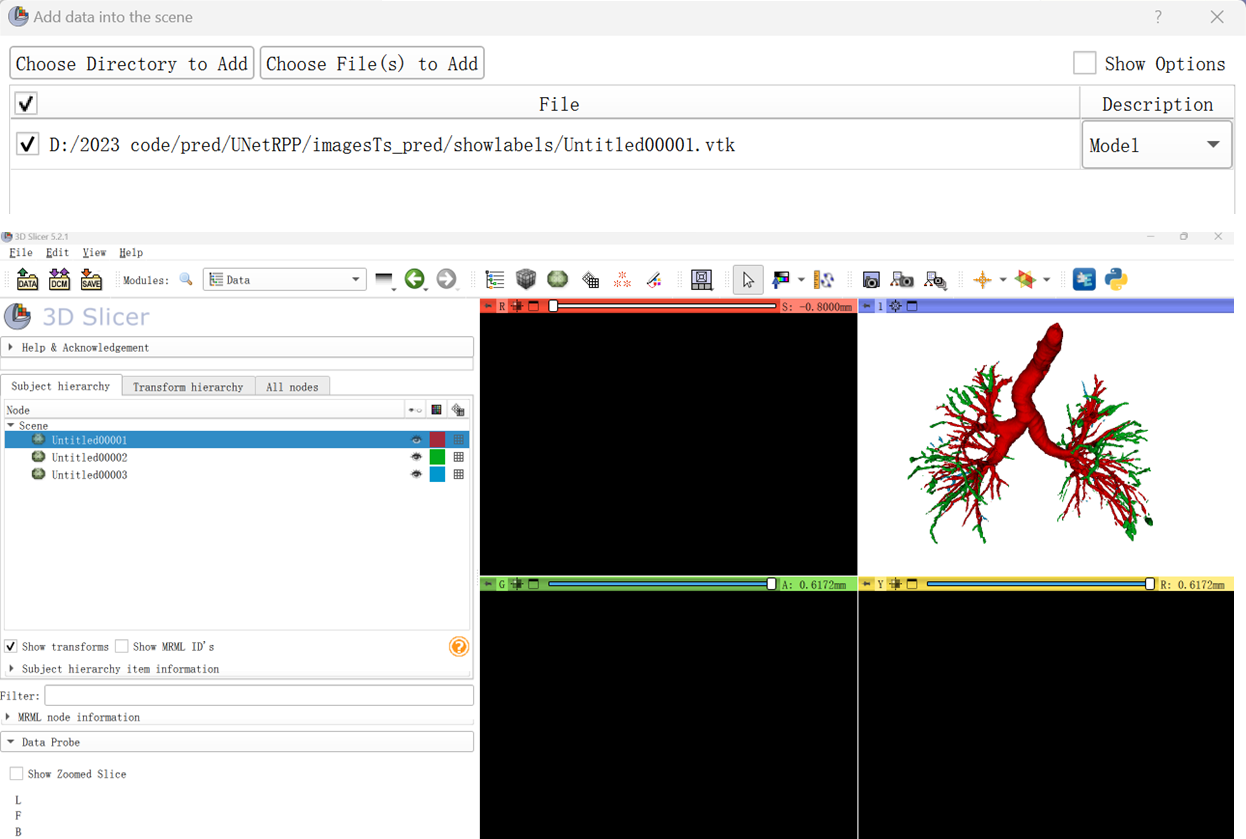 Add data into the scene
?
Choose Directory to Add Choose File(s) to Add Show Options
File Description
D:/2023 code/pred/UNetRPP/imagesTs_pred/showlabels/Untitled00001.vtk Model
3D Slicer 5.2.1
File Edit View Help
DATA DCM SAVE Modules: Data
3D Slicer
Help & Acknowledgement
Subject hierarchy Transform hierarchy All nodes
Node
Scene
Untitled00001
Untitled00002
Untitled00003
Show transforms Show MRML ID's ?
Subject hierarchy item information
Filter:
MRML node information
Data Probe
Show Zoomed Slice
L
F
B
R S: -0.8000mm
1
G A: 0.6172mm
Y R: 0.6172mm